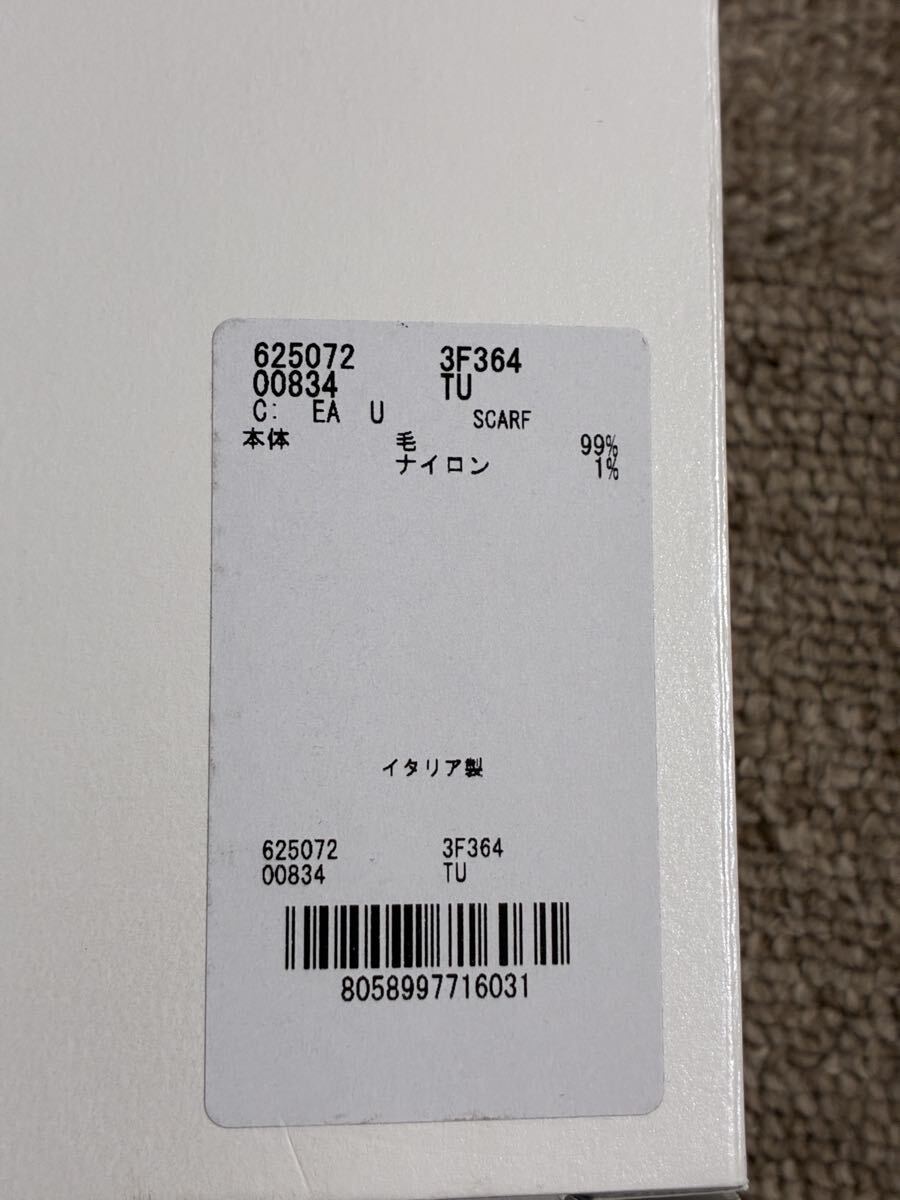 625072 3F364
00834 TU
C: EA U SCARF
本体 毛 99%
ナイロン 1%
イタリア製
625072 3F364
00834 TU
8058997716031